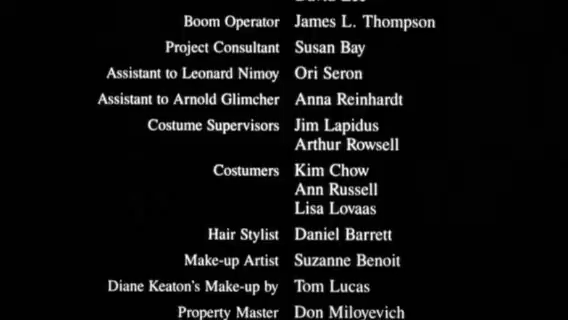 Boom Operator James L. Thompson
Project Consultant Susan Bay
Assistant to Leonard Nimoy Ori Seron
Assistant to Arnold Glimcher Anna Reinhardt
Costume Supervisors Jim Lapidus
Arthur Rowsell
Costumers Kim Chow
Ann Russell
Lisa Lovaas
Hair Stylist Daniel Barrett
Make-up Artist Suzanne Benoit
Diane Keaton's Make-up by Tom Lucas
Property Master Don Miloyevich